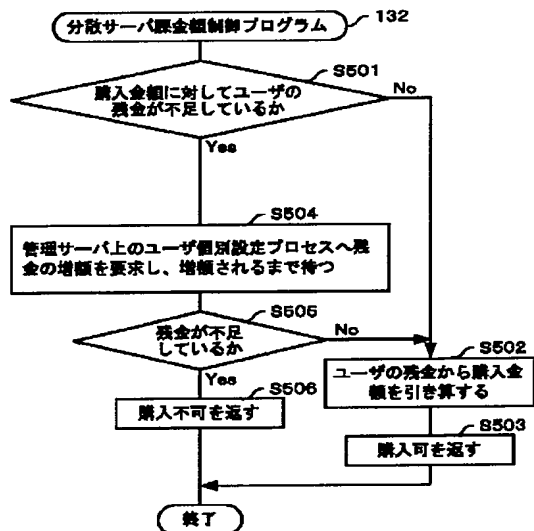 分散サーバ課金額制御プログラム
132
S501
購入金額に対してユーザの
残金が不足しているか
No
Yes
S504
管理サーバ上のユーザ個別設定プロセスへ残
金の増額を要求し、増額されるまで待つ
S505
残金が不足
しているか
No
Yes
S502
ユーザの残金から購入金
額を引き算する
S506
購入不可を返す
S503
購入可を返す
終了